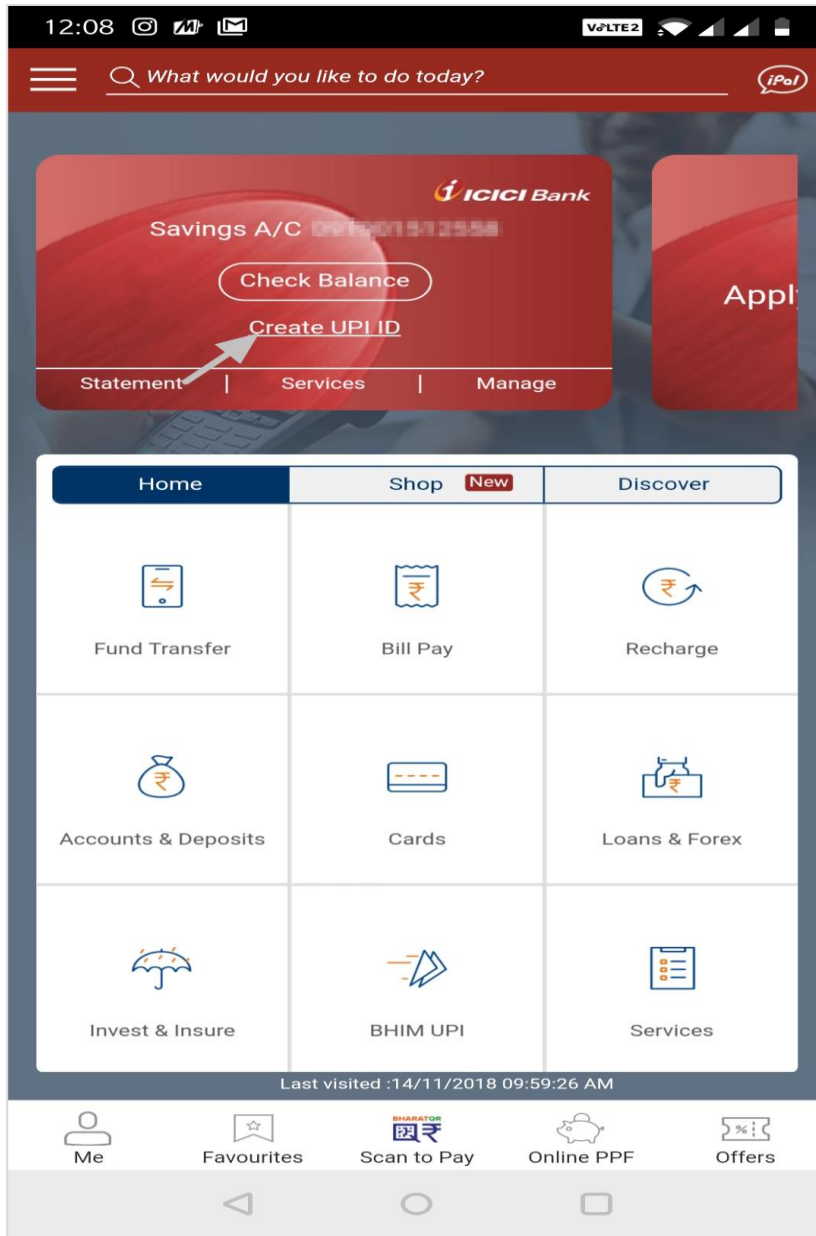 12:08
VoLTE2
What would you like to do today?
iPal
ICICI Bank
Savings A/C
Check Balance
Create UPI ID
Statement | Services | Manage
Appl
Home
Shop New
Discover
Fund Transfer
Bill Pay
Recharge
Accounts & Deposits
Cards
Loans & Forex
Invest & Insure
BHIM UPI
Services
Last visited :14/11/2018 09:59:26 AM
BHARATQR
Me
Favourites
Scan to Pay
Online PPF
Offers